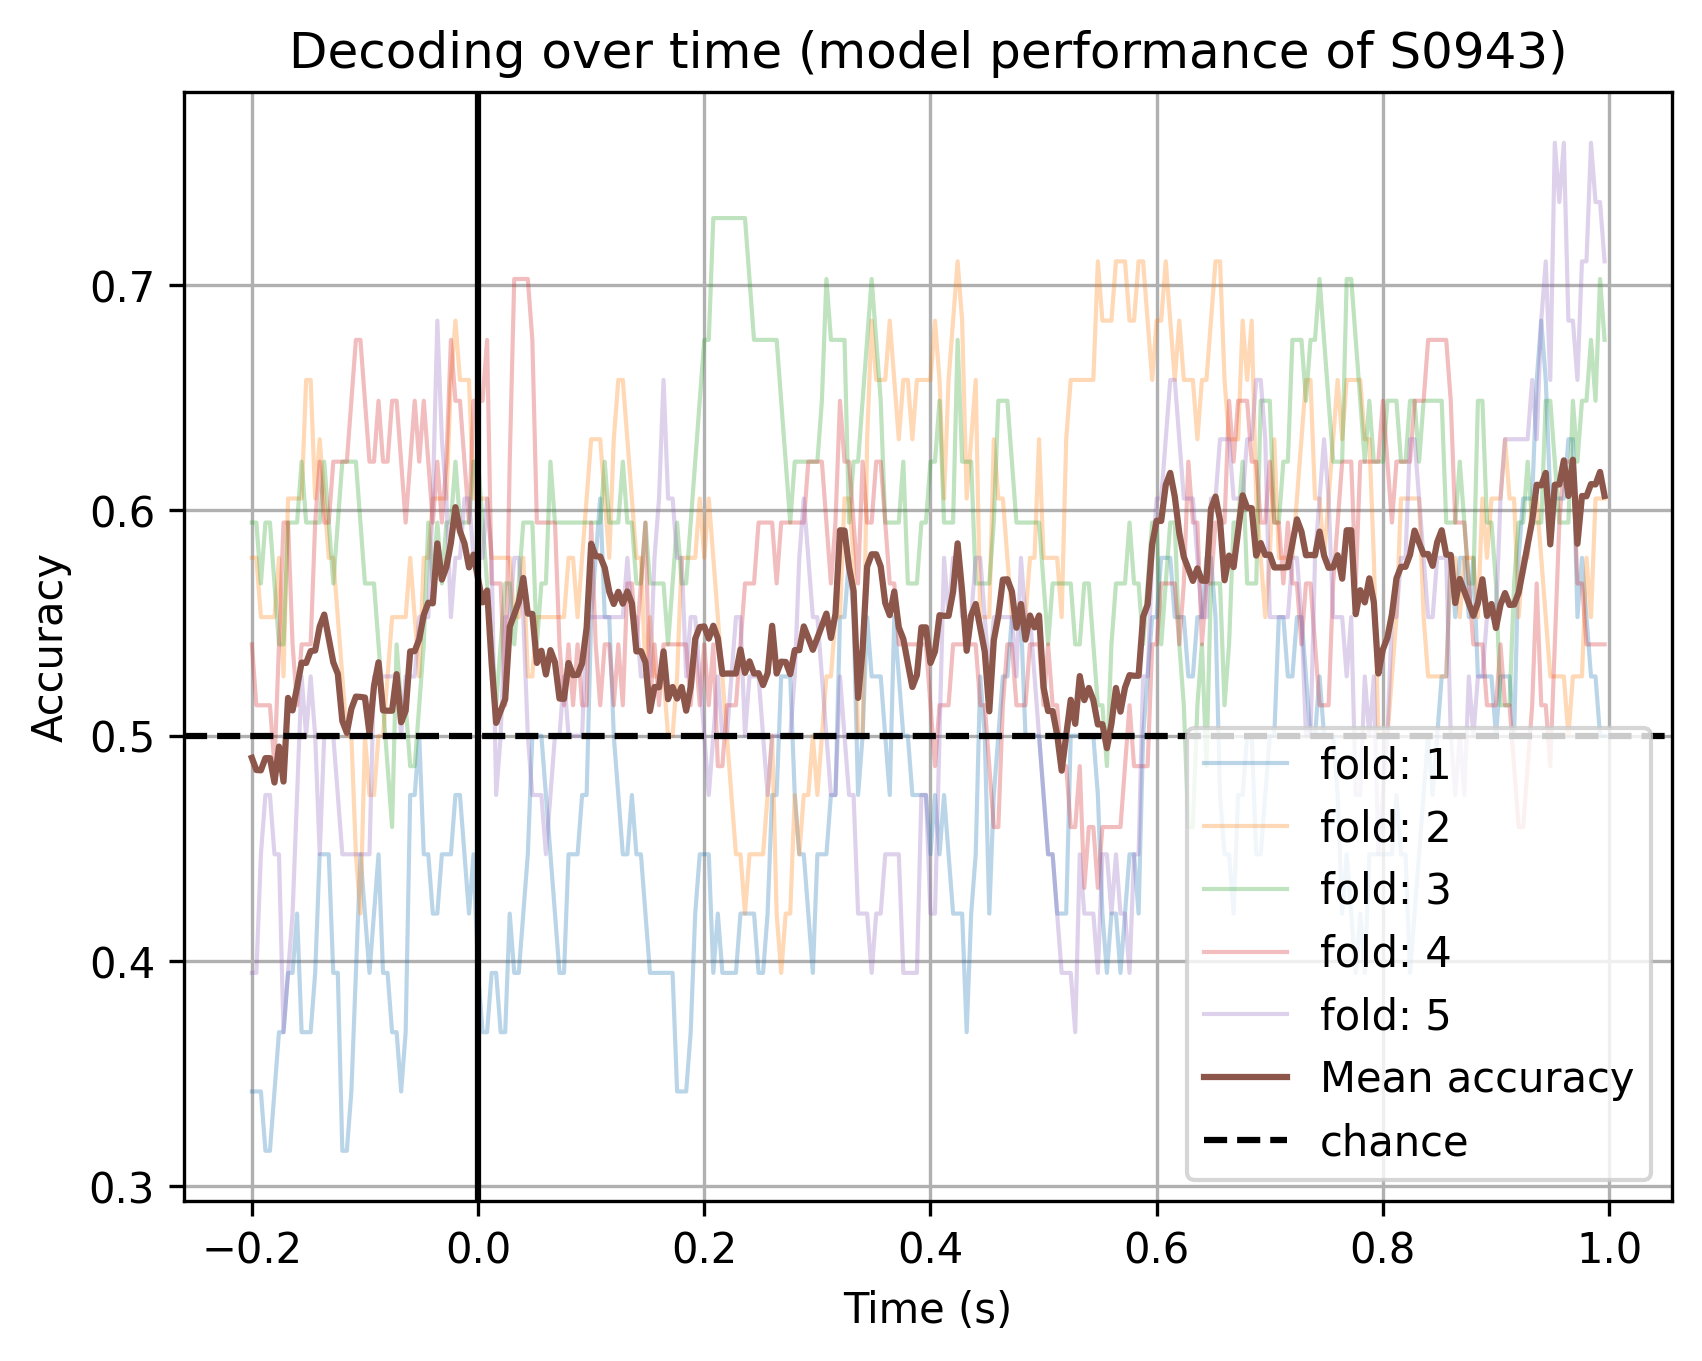 Decoding over time (model performance of S0943)
Accuracy
0.7
0.6
0.5
0.4
0.3
fold: 1
fold: 2
fold: 3
fold: 4
fold: 5
Mean accuracy
chance
−0.2 0.0 0.2 0.4 0.6 0.8 1.0
Time (s)